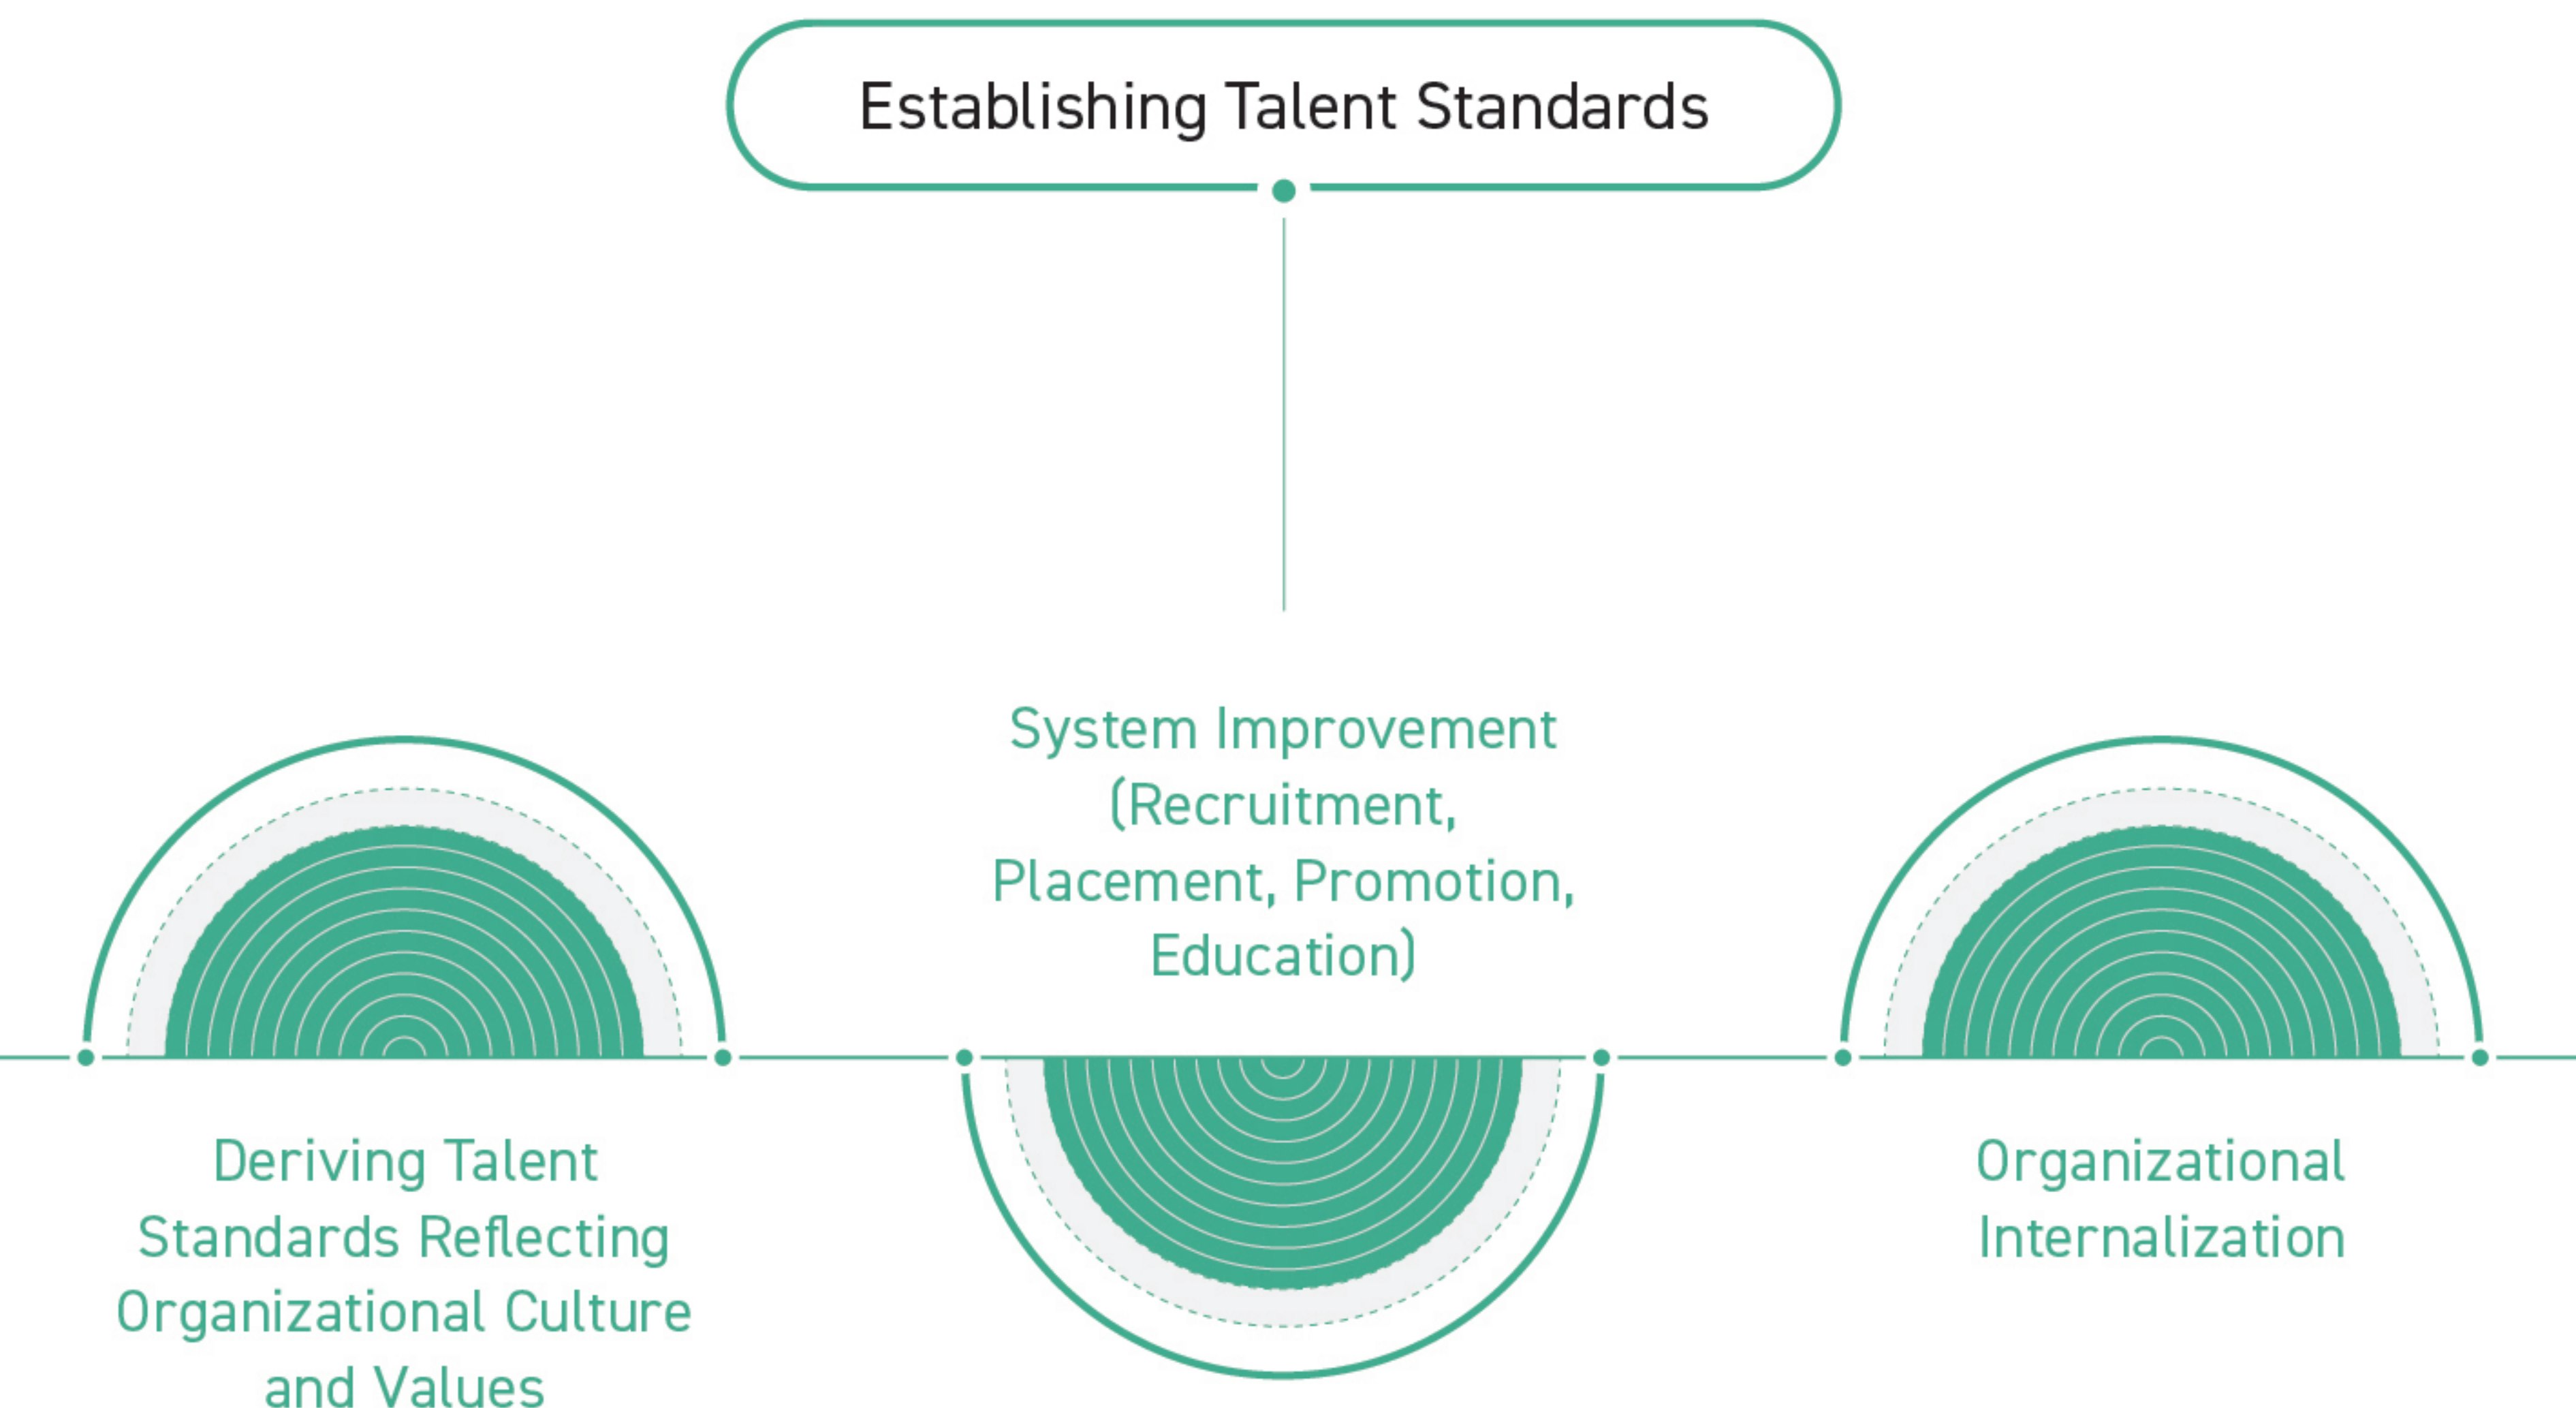 Establishing Talent Standards
Deriving Talent
Standards Reflecting
Organizational Culture
and Values
System Improvement
(Recruitment,
Placement, Promotion,
Education)
Organizational
Internalization